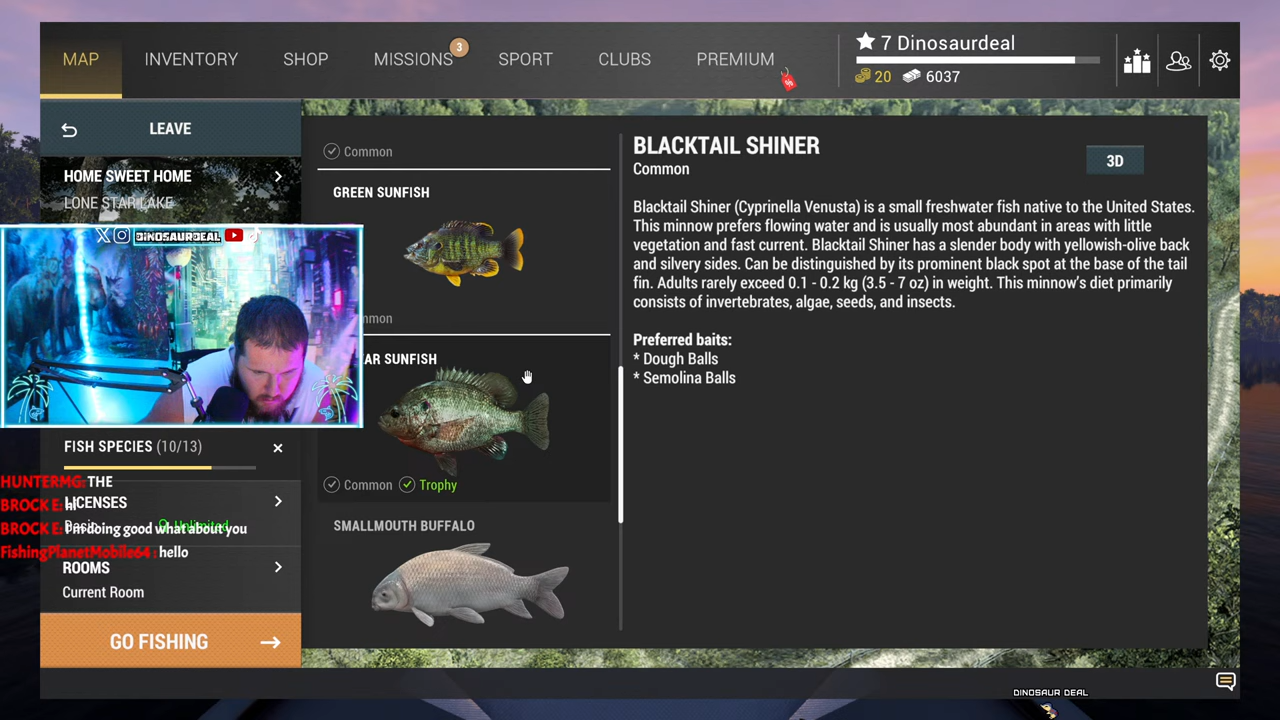 MAP
INVENTORY
SHOP
MISSIONS
3
SPORT
CLUBS
PREMIUM
%
7 Dinosaurdeal
20
6037
LEAVE
HOME SWEET HOME
LONE STAR LAKE
DINOSAURDEAL
FISH SPECIES (10/13)
LICENSES
Unlimited
ROOMS
Current Room
GO FISHING
HUNTERMG: THE
BROCK E: hi
BROCK E: I'm doing good what about you
FishingPlanetMobile64 : hello
Common
GREEN SUNFISH
AR SUNFISH
Common
Trophy
SMALLMOUTH BUFFALO
BLACKTAIL SHINER
Common
3D
Blacktail Shiner (Cyprinella Venusta) is a small freshwater fish native to the United States.
This minnow prefers flowing water and is usually most abundant in areas with little
vegetation and fast current. Blacktail Shiner has a slender body with yellowish-olive back
and silvery sides. Can be distinguished by its prominent black spot at the base of the tail
fin. Adults rarely exceed 0.1 - 0.2 kg (3.5 - 7 oz) in weight. This minnow's diet primarily
consists of invertebrates, algae, seeds, and insects.
Preferred baits:
* Dough Balls
* Semolina Balls
DINOSAUR DEAL